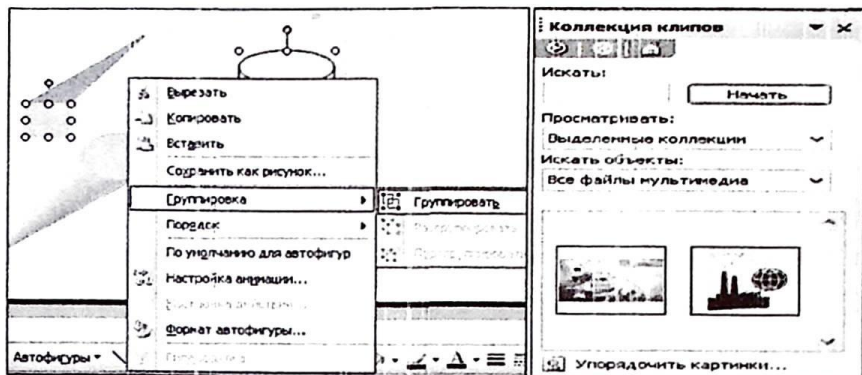 Вырезать
Копировать
Вставить
Сохранить как рисунок...
Группировка
Порядок
По умолчанию для автофигур
Настройка анимации...
Формат автофигуры...
Группировать
Автофигуры
Коллекция клипов
Искать:
Начать
Просматривать:
Выделенные коллекции
Искать объекты:
Все файлы мультимедиа
Упорядочить картинки...